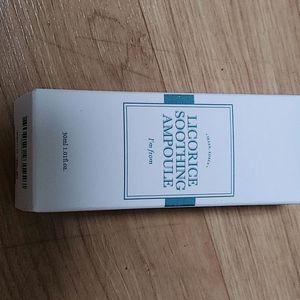 LICORICE
SOOTHING
AMPOULE
I'm from
30ml 1.01fl.oz.